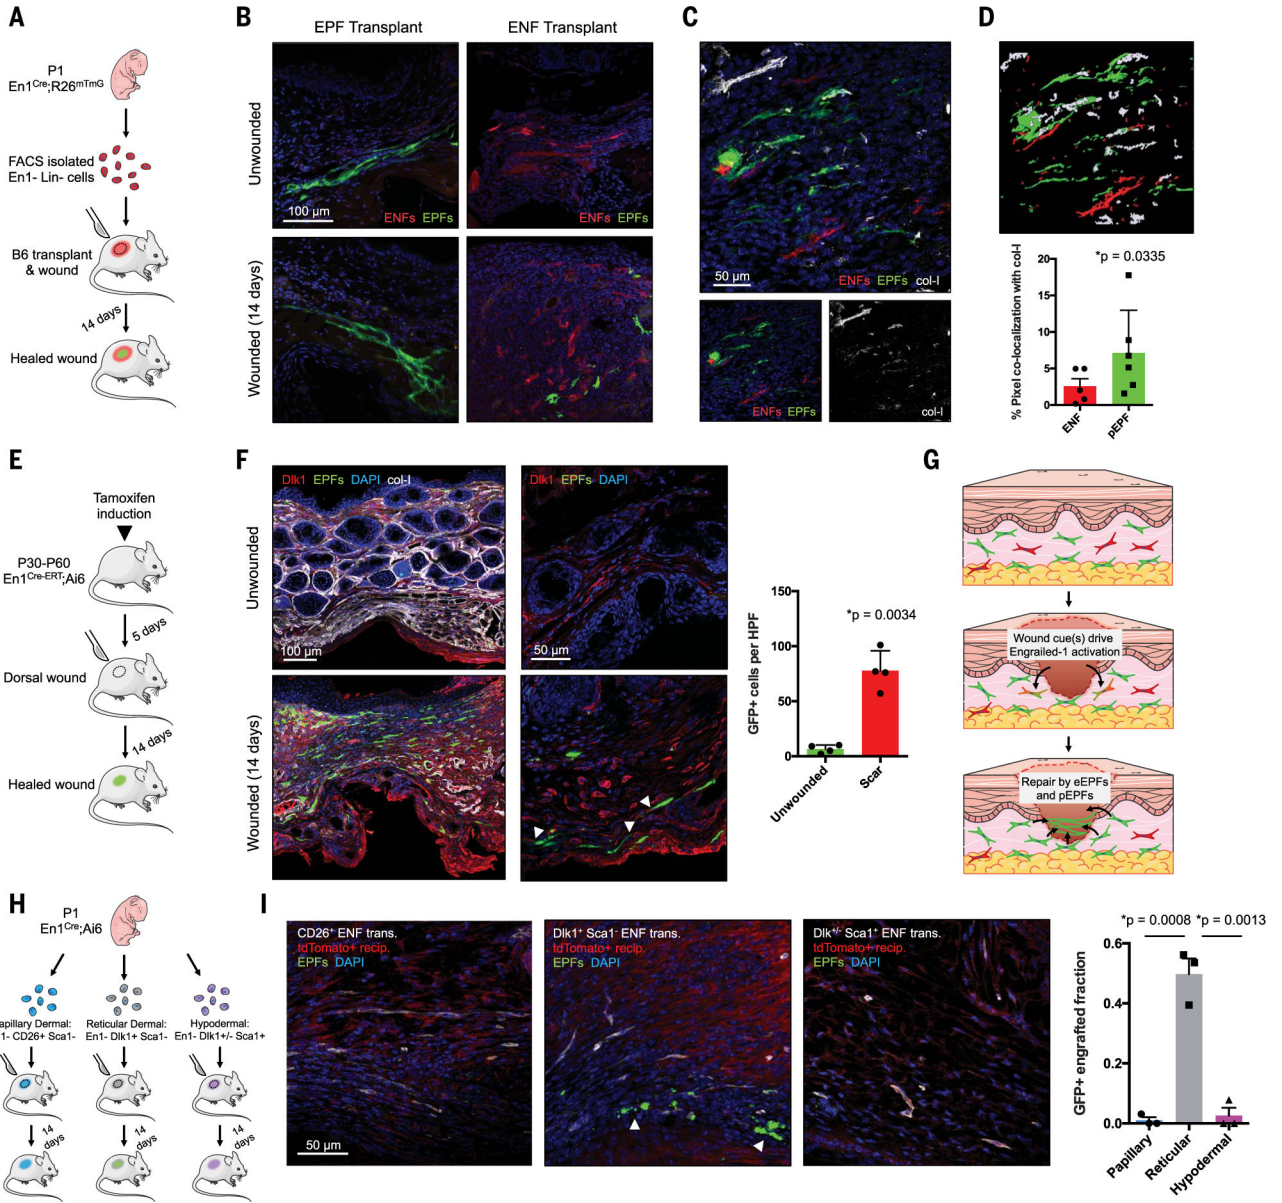 A
P1
En1Cre;R26mTmG
FACS isolated
En1- Lin- cells
B6 transplant
& wound
14 days
Healed wound
B
EPF Transplant
ENF Transplant
Unwounded
100 µm
ENFs EPFs
ENFs EPFs
Wounded (14 days)
C
50 µm
ENFs EPFs col-I
ENFs EPFs
col-I
D
*p = 0.0335
% Pixel co-localization with col-I
20
15
10
5
0
ENF
pEPF
E
Tamoxifen
induction
P30-P60
En1Cre-ERT;Ai6
5 days
Dorsal wound
14 days
Healed wound
F
Dlk1 EPFs DAPI col-I
Dlk1 EPFs DAPI
Unwounded
100 µm
50 µm
Wounded (14 days)
GFP+ cells per HPF
150
100
50
0
*p = 0.0034
Unwounded
Scar
G
Wound cue(s) drive
Engrailed-1 activation
Repair by eEPFs
and pEPFs
H
P1
En1Cre;Ai6
apillary Dermal:
1- CD26+ Sca1-
Reticular Dermal:
En1- Dlk1+ Sca1-
Hypodermal:
En1- Dlk1+/- Sca1+
14
days
14
days
14
days
I
CD26+ ENF trans.
tdTomato+ recip.
EPFs DAPI
50 µm
Dlk1+ Sca1- ENF trans.
tdTomato+ recip.
EPFs DAPI
Dlk+/- Sca1+ ENF trans.
tdTomato+ recip.
EPFs DAPI
*p = 0.0008 *p = 0.0013
GFP+ engrafted fraction
0.6
0.4
0.2
0.0
Papillary
Reticular
Hypodermal